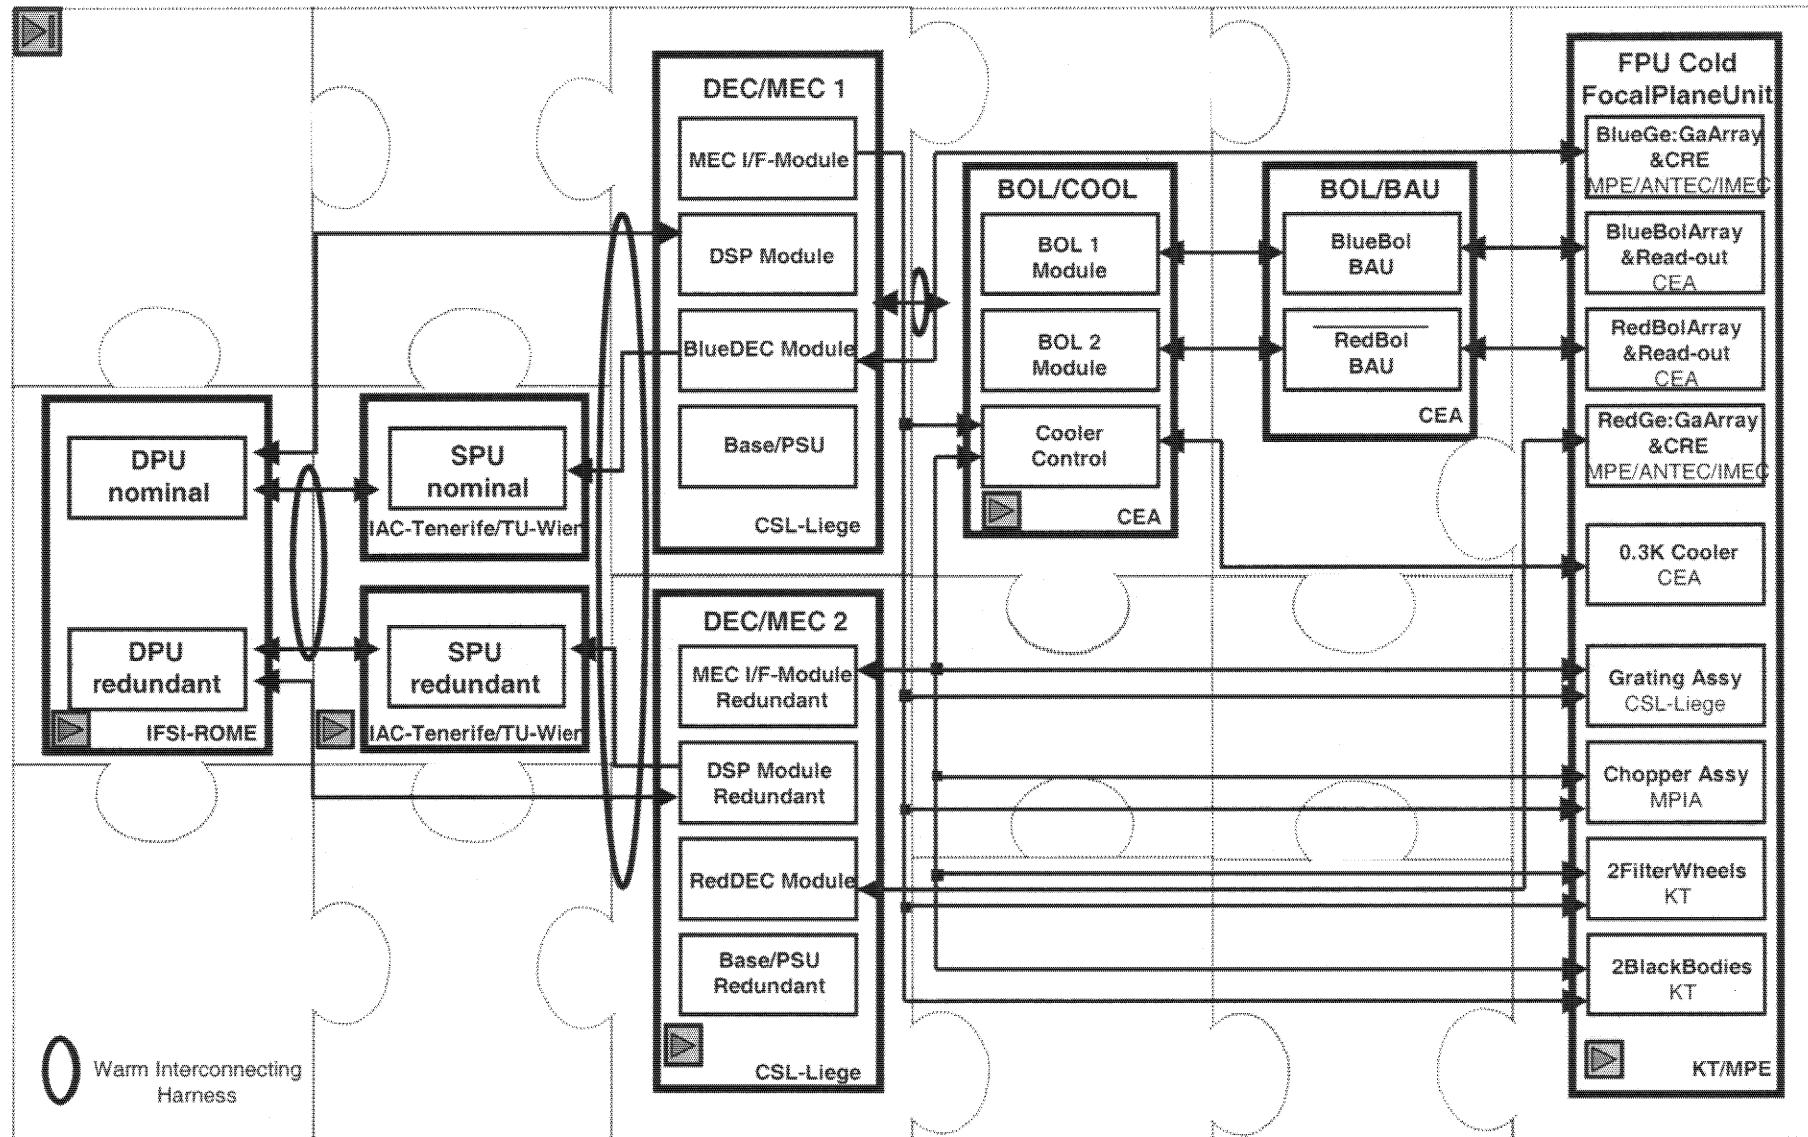 DEC/MEC 1
MEC I/F-Module
DSP Module
BlueDEC Module
Base/PSU
CSL-Liege
BOL/COOL
BOL 1
Module
BOL 2
Module
Cooler
Control
CEA
BOL/BAU
BlueBol
BAU
RedBol
BAU
CEA
FPU Cold
FocalPlaneUnit
BlueGe:GaArray
&CRE
MPE/ANTEC/IMEC
BlueBolArray
&Read-out
CEA
RedBolArray
&Read-out
CEA
RedGe:GaArray
&CRE
MPE/ANTEC/IMEC
0.3K Cooler
CEA
Grating Assy
CSL-Liege
Chopper Assy
MPIA
2FilterWheels
KT
2BlackBodies
KT
KT/MPE
DPU
nominal
DPU
redundant
IFSI-ROME
SPU
nominal
IAC-Tenerife/TU-Wien
SPU
redundant
IAC-Tenerife/TU-Wien
DEC/MEC 2
MEC I/F-Module
Redundant
DSP Module
Redundant
RedDEC Module
Base/PSU
Redundant
CSL-Liege
Warm Interconnecting
Harness